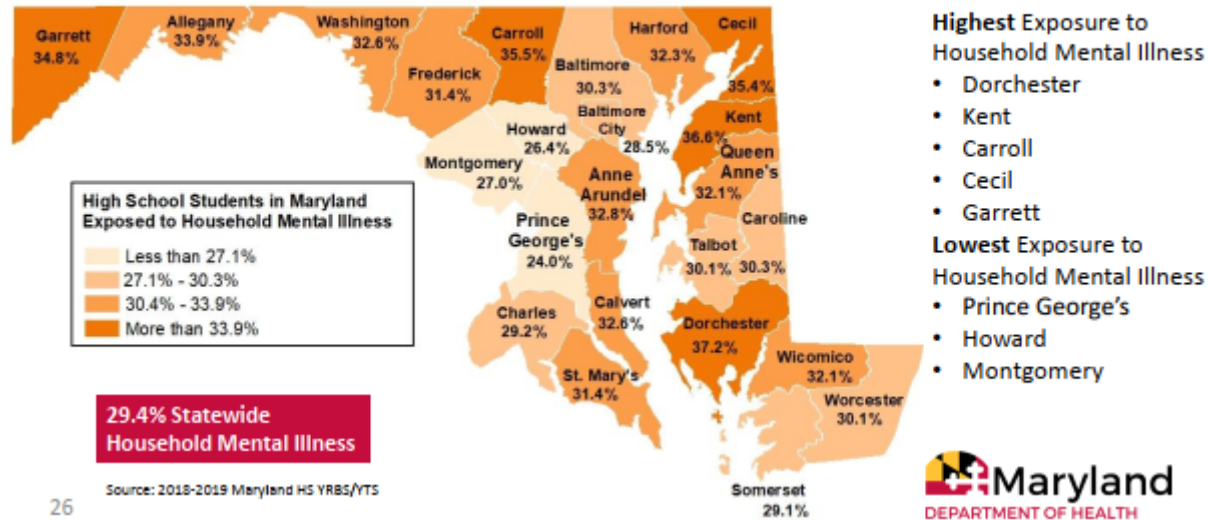 Garrett
34.8%
Allegany
33.9%
Washington
32.6%
Frederick
31.4%
Carroll
35.5%
Baltimore
30.3%
Baltimore
City
28.5%
Harford
32.3%
Cecil
35.4%
Kent
36.6%
Howard
26.4%
Montgomery
27.0%
Queen
Anne's
32.1%
Anne
Arundel
32.8%
Prince
George's
24.0%
Caroline
30.3%
Talbot
30.1%
Calvert
32.6%
Charles
29.2%
Dorchester
37.2%
St. Mary's
31.4%
Wicomico
32.1%
Worcester
30.1%
Somerset
29.1%
High School Students in Maryland
Exposed to Household Mental Illness
Less than 27.1%
27.1% - 30.3%
30.4% - 33.9%
More than 33.9%
29.4% Statewide
Household Mental Illness
Source: 2018-2019 Maryland HS YRBS/YTS
26
Highest Exposure to
Household Mental Illness
• Dorchester
• Kent
• Carroll
• Cecil
• Garrett
Lowest Exposure to
Household Mental Illness
• Prince George's
• Howard
• Montgomery
Maryland
DEPARTMENT OF HEALTH